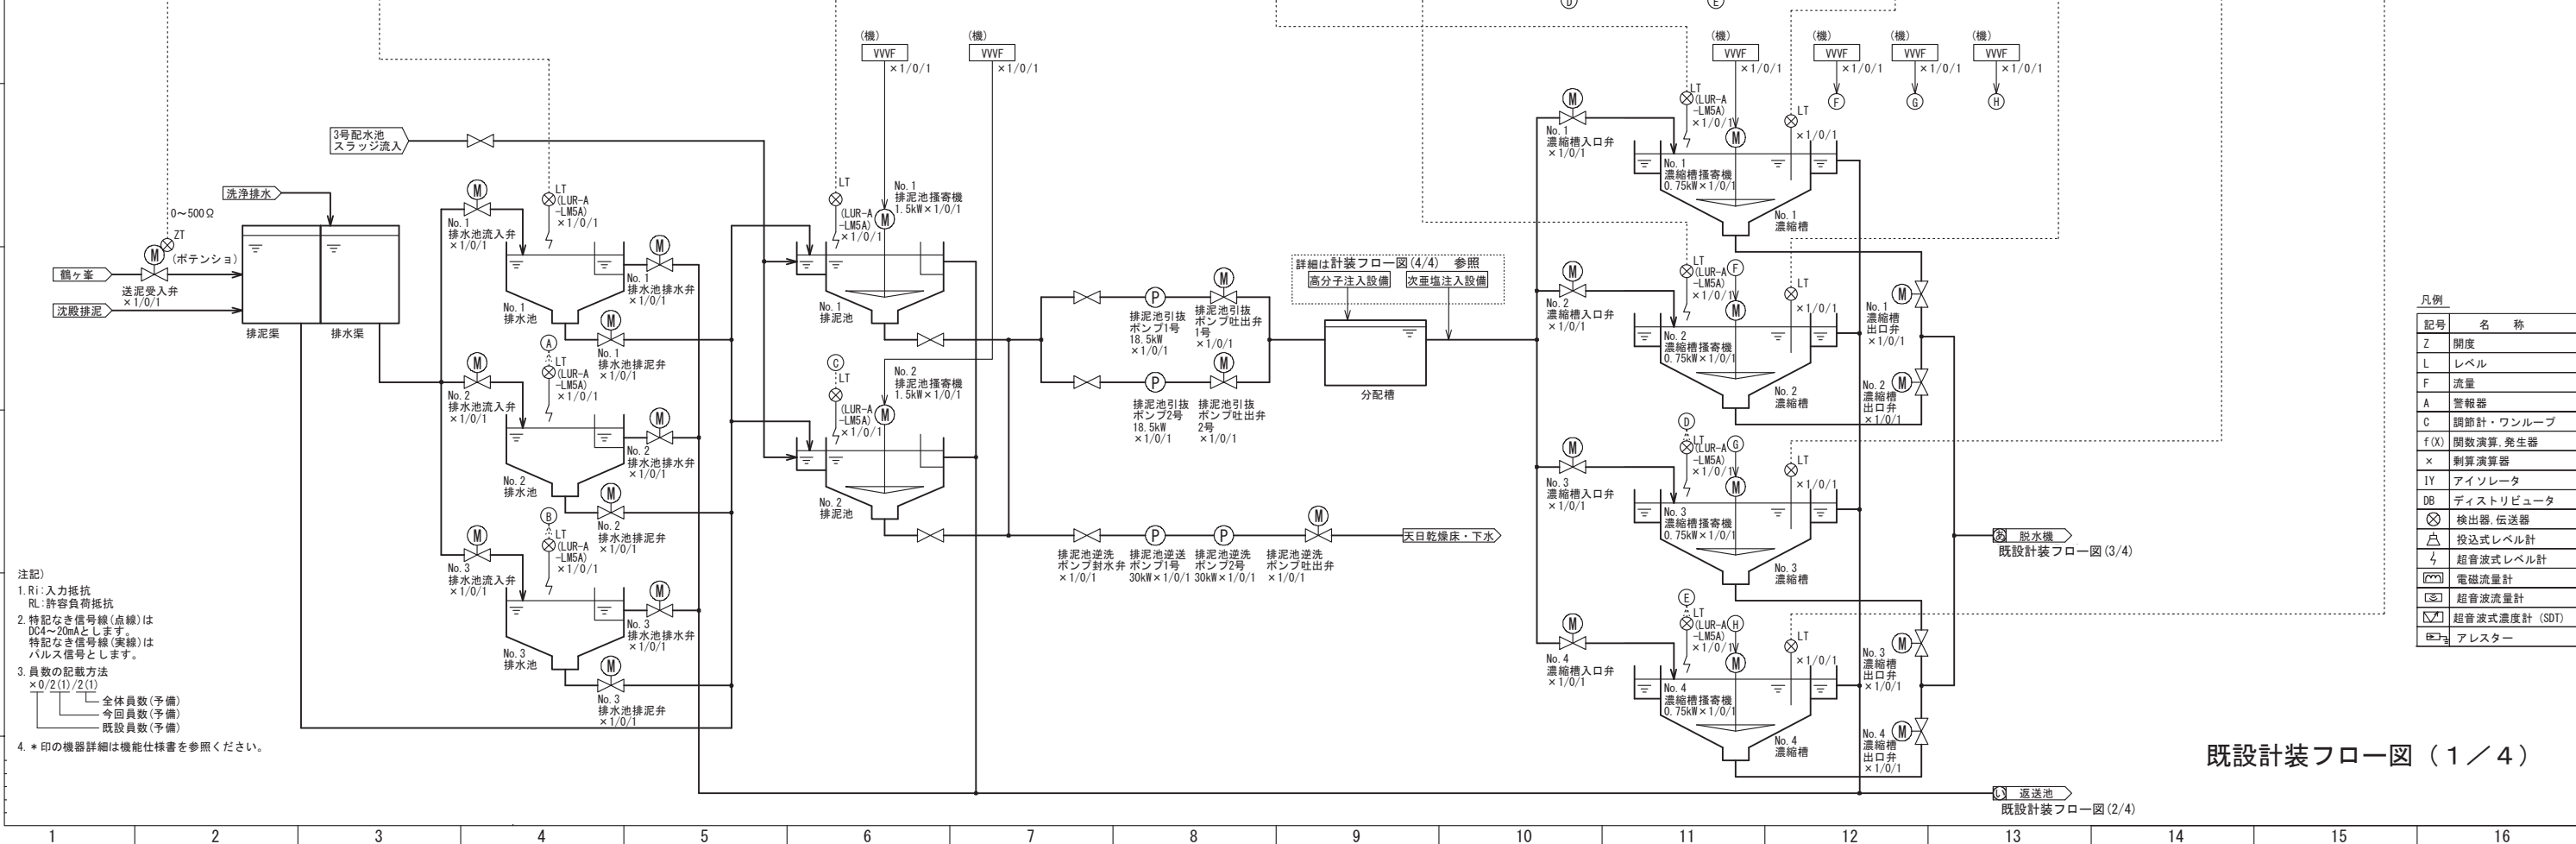 D
E
(機)
VVVF
×1/0/1
(機)
VVVF
×1/0/1
(機)
VVVF
×1/0/1
(機)
VVVF
×1/0/1
F
(機)
VVVF
×1/0/1
G
(機)
VVVF
×1/0/1
H
3号配水池
スラッジ流入
洗浄排水
0～500Ω
ZT
M
(ポテンショ)
鶴ヶ峯
送泥受入弁
×1/0/1
沈殿排泥
排泥渠
排水渠
M
No.1
排水池流入弁
×1/0/1
LT
(LUR-A
-LM5A)
×1/0/1
M
No.1
排水池排水弁
×1/0/1
No.1
排水池
M
No.1
排水池排泥弁
×1/0/1
M
No.2
排水池流入弁
×1/0/1
A
LT
(LUR-A
-LM5A)
×1/0/1
M
No.2
排水池排水弁
×1/0/1
No.2
排水池
M
No.2
排水池排泥弁
×1/0/1
M
No.3
排水池流入弁
×1/0/1
B
LT
(LUR-A
-LM5A)
×1/0/1
M
No.3
排水池排水弁
×1/0/1
No.3
排水池
M
No.3
排水池排泥弁
×1/0/1
LT
(LUR-A
-LM5A)
×1/0/1
No.1
排泥池掻寄機
1.5kW×1/0/1
M
No.1
排泥池
C
LT
(LUR-A
-LM5A)
×1/0/1
No.2
排泥池掻寄機
1.5kW×1/0/1
M
No.2
排泥池
P
排泥池引抜
ポンプ1号
18.5kW
×1/0/1
M
排泥池引抜
ポンプ吐出弁
1号
×1/0/1
P
排泥池引抜
ポンプ2号
18.5kW
×1/0/1
M
排泥池引抜
ポンプ吐出弁
2号
×1/0/1
排泥池逆洗
ポンプ封水弁
×1/0/1
P
排泥池逆送
ポンプ1号
30kW×1/0/1
P
排泥池逆洗
ポンプ2号
30kW×1/0/1
M
排泥池逆洗
ポンプ吐出弁
×1/0/1
天日乾燥床・下水
詳細は計装フロー図(4/4) 参照
高分子注入設備
次亜塩注入設備
分配槽
M
No.1
濃縮槽入口弁
×1/0/1
LT
(LUR-A
-LM5A)
×1/0/1
M
LT
×1/0/1
No.1
濃縮槽掻寄機
0.75kW×1/0/1
No.1
濃縮槽
M
No.2
濃縮槽入口弁
×1/0/1
LT
(LUR-A
-LM5A)
×1/0/1
F
M
LT
×1/0/1
No.2
濃縮槽掻寄機
0.75kW×1/0/1
No.2
濃縮槽
M
No.1
濃縮槽
出口弁
×1/0/1
M
No.2
濃縮槽
出口弁
×1/0/1
M
No.3
濃縮槽入口弁
×1/0/1
D
LT
(LUR-A
-LM5A)
×1/0/1
G
M
LT
×1/0/1
No.3
濃縮槽掻寄機
0.75kW×1/0/1
No.3
濃縮槽
M
No.4
濃縮槽入口弁
×1/0/1
E
LT
(LUR-A
-LM5A)
×1/0/1
H
M
LT
×1/0/1
No.4
濃縮槽掻寄機
0.75kW×1/0/1
No.4
濃縮槽
M
No.3
濃縮槽
出口弁
×1/0/1
M
No.4
濃縮槽
出口弁
×1/0/1
あ 脱水機
既設計装フロー図(3/4)
い 返送池
既設計装フロー図(2/4)
凡例
記号 名 称
Z 開度
L レベル
F 流量
A 警報器
C 調節計・ワンループ
f(X) 関数演算,発生器
× 剰算演算器
IY アイソレータ
DB ディストリビュータ
検出器,伝送器
投込式レベル計
超音波式レベル計
電磁流量計
超音波流量計
超音波式濃度計 (SDT)
アレスター
注記)
1.Ri:入力抵抗
RL:許容負荷抵抗
2.特記なき信号線(点線)は
DC4～20mAとします。
特記なき信号線(実線)は
パルス信号とします。
3.員数の記載方法
×0/2(1)/2(1)
全体員数(予備)
今回員数(予備)
既設員数(予備)
4.＊印の機器詳細は機能仕様書を参照ください。
既設計装フロー図（１／４）
1 2 3 4 5 6 7 8 9 10 11 12 13 14 15 16